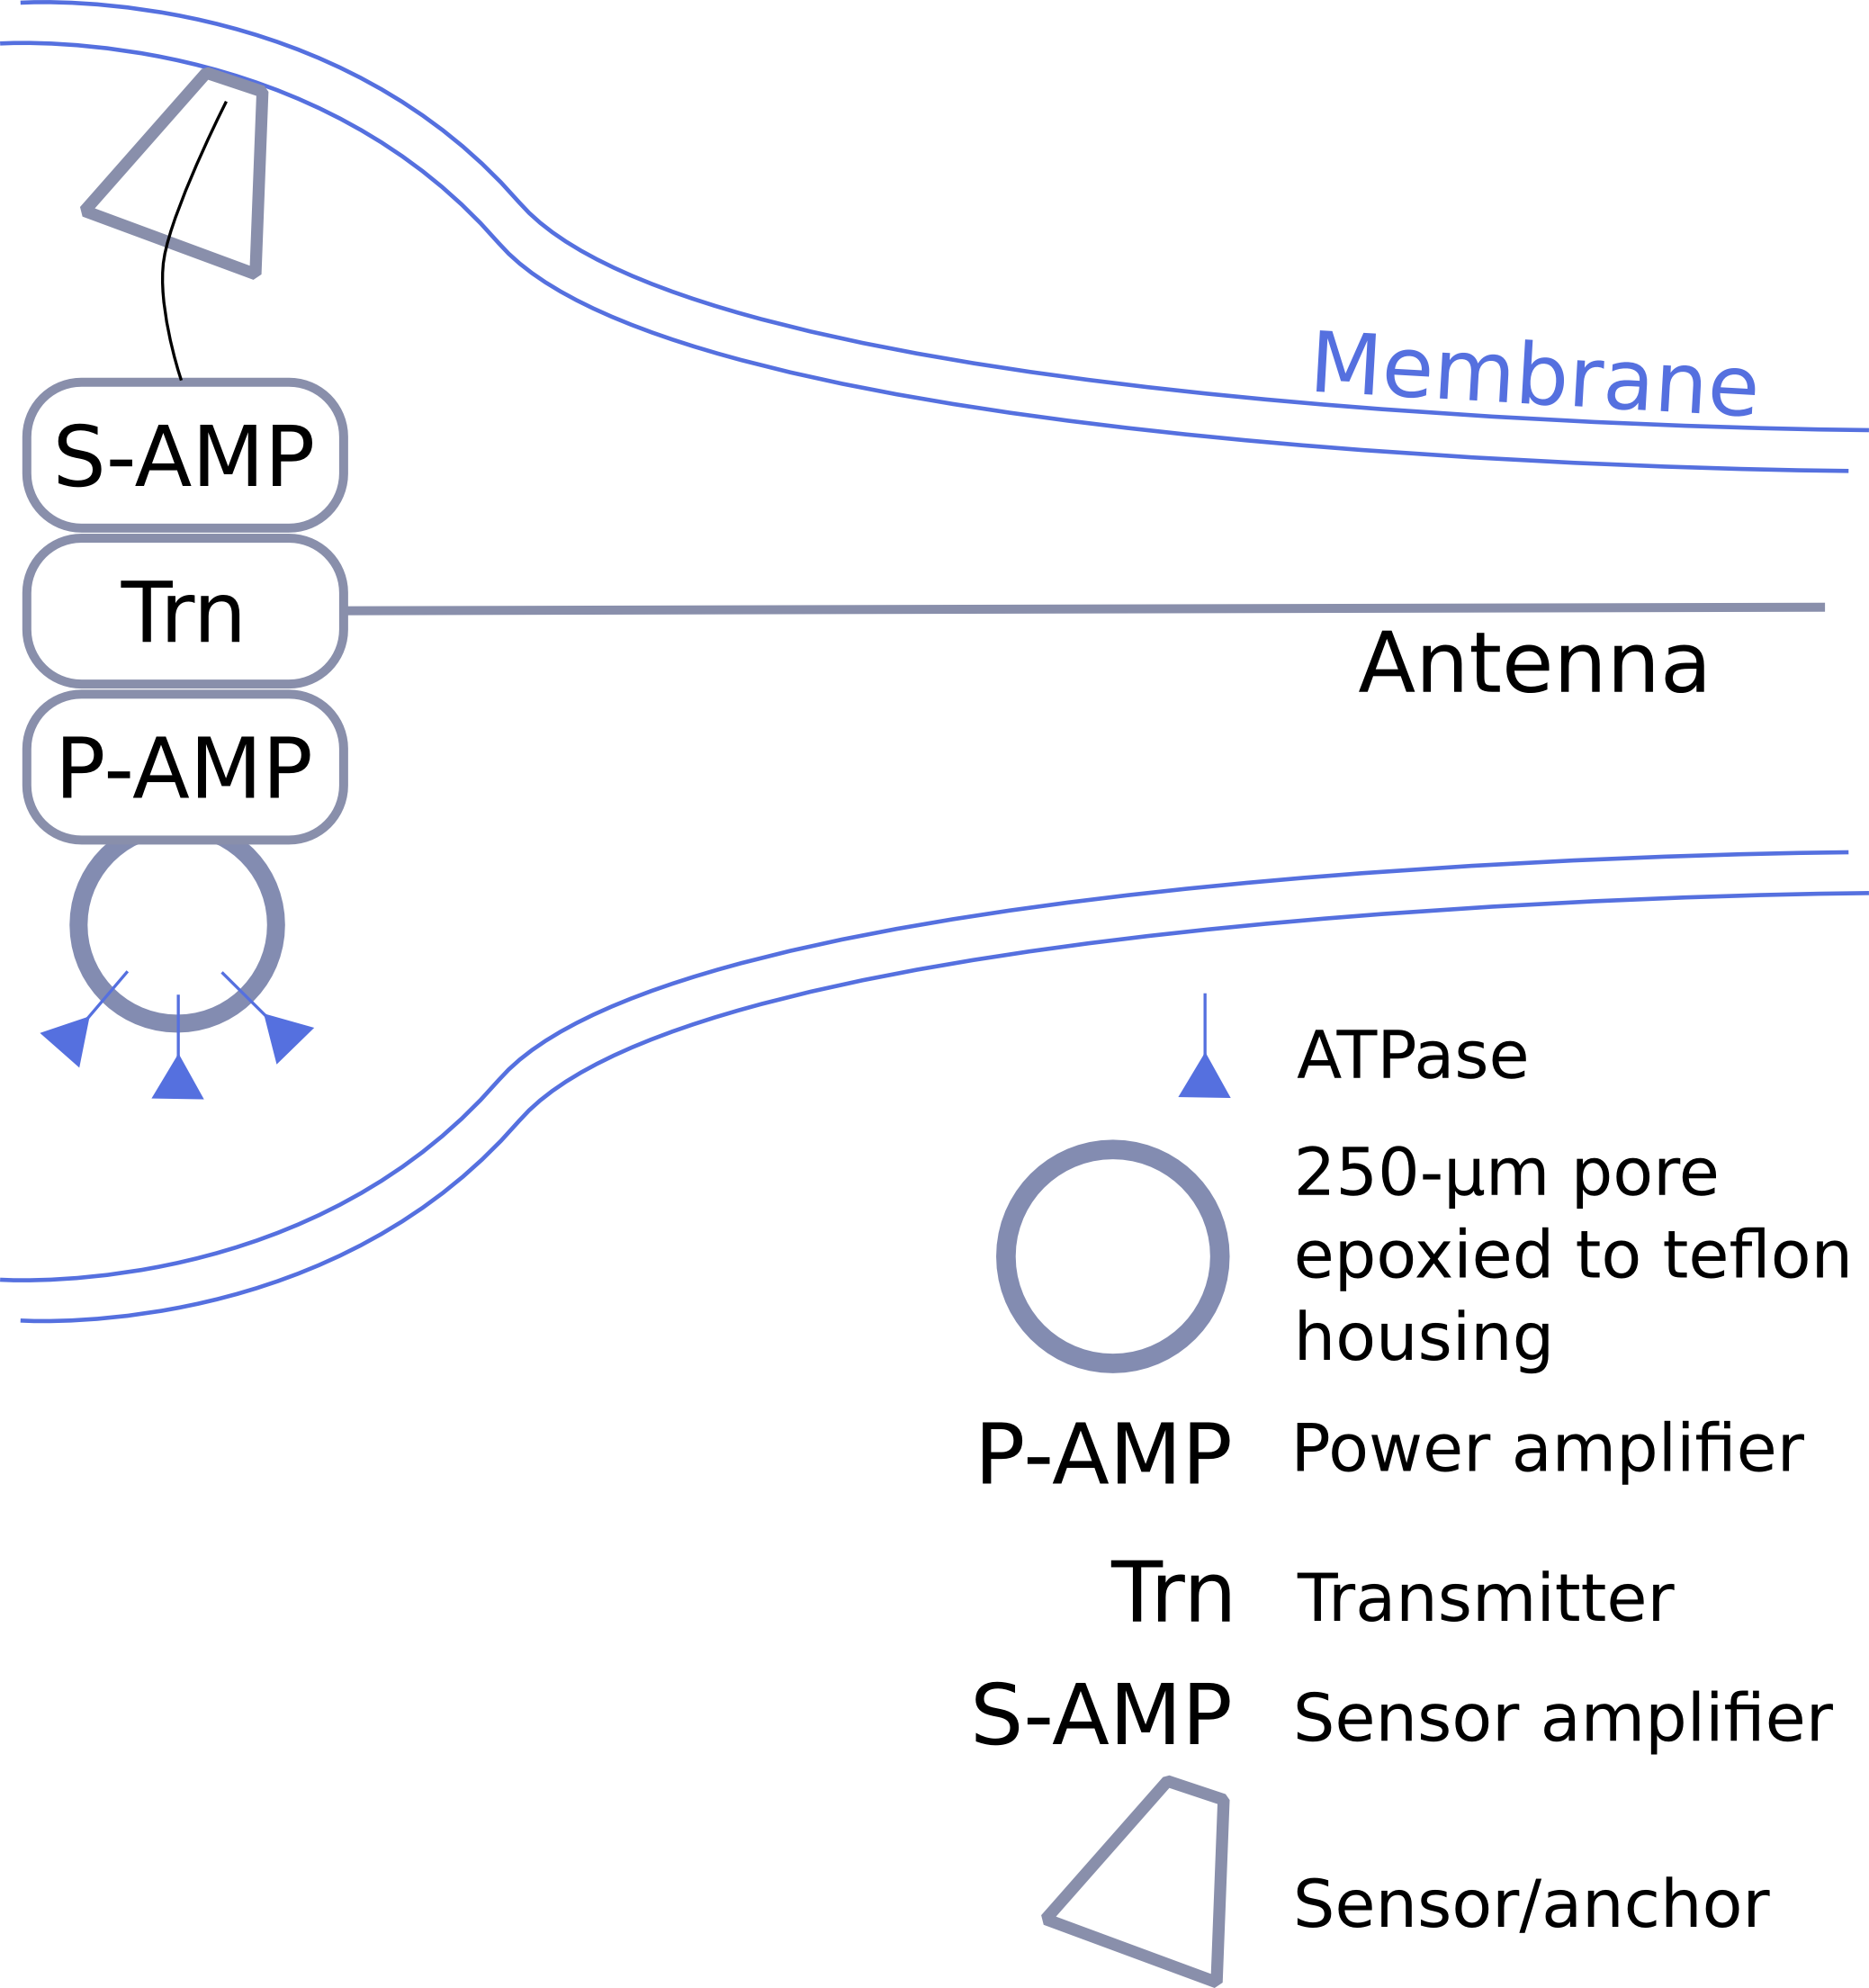 Membrane
S-AMP
Trn
Antenna
P-AMP
ATPase
250-µm pore
epoxied to teflon
housing
P-AMP Power amplifier
Trn Transmitter
S-AMP Sensor amplifier
Sensor/anchor